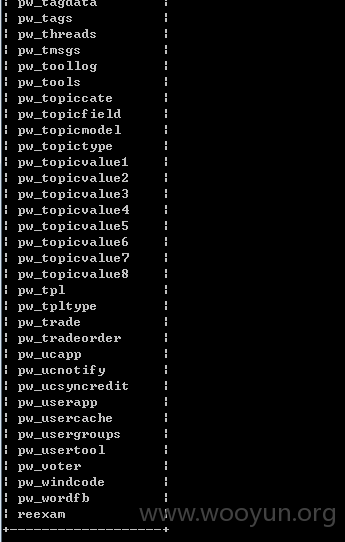 ¦ pw_tagdata ¦
¦ pw_tags ¦
¦ pw_threads ¦
¦ pw_tmsgs ¦
¦ pw_toollog ¦
¦ pw_tools ¦
¦ pw_topiccate ¦
¦ pw_topicfield ¦
¦ pw_topicmodel ¦
¦ pw_topictype ¦
¦ pw_topicvalue1 ¦
¦ pw_topicvalue2 ¦
¦ pw_topicvalue3 ¦
¦ pw_topicvalue4 ¦
¦ pw_topicvalue5 ¦
¦ pw_topicvalue6 ¦
¦ pw_topicvalue7 ¦
¦ pw_topicvalue8 ¦
¦ pw_tpl ¦
¦ pw_tpltype ¦
¦ pw_trade ¦
¦ pw_tradeorder ¦
¦ pw_ucapp ¦
¦ pw_ucnotify ¦
¦ pw_ucsyncredit ¦
¦ pw_userapp ¦
¦ pw_usercache ¦
¦ pw_usergroups ¦
¦ pw_usertool ¦
¦ pw_voter ¦
¦ pw_windcode ¦
¦ pw_wordfb ¦
¦ reexam ¦
+-------------------+
www.wooyun.org